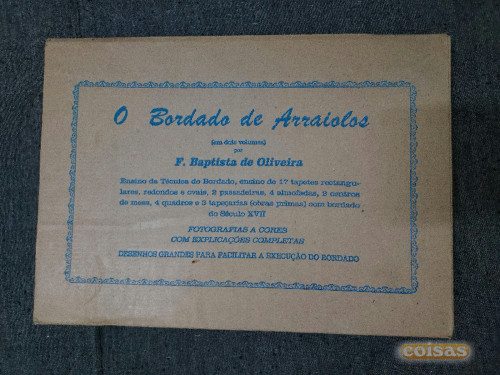 O Bordado de Arraiolos
(em dois volumes)
por
F. Baptista de Oliveira
Ensino da Técnica do Bordado, ensino de 17 tapetes rectangu-
lares, redondos e ovais, 2 passadeiras, 4 almofadas, 2 centros
de mesa, 4 quadros e 3 tapeçarias (obras primas) com bordado
do Século XVII
FOTOGRAFIAS A CORES
COM EXPLICAÇÕES COMPLETAS
DESENHOS GRANDES PARA FACILITAR A EXECUÇÃO DO BORDADO
coisas